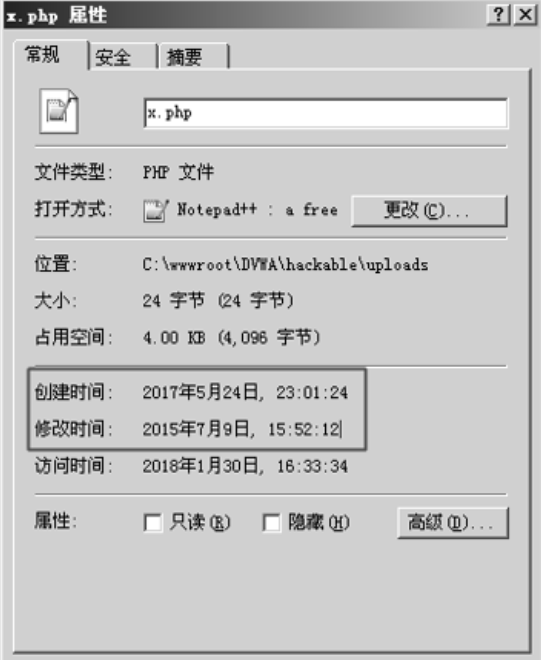 x.php 属性
常规 安全 摘要
x.php
文件类型: PHP 文件
打开方式: Notepad++ : a free 更改(C)...
位置: C:\wwwroot\DVWA\hackable\uploads
大小: 24 字节 (24 字节)
占用空间: 4.00 KB (4,096 字节)
创建时间: 2017年5月24日, 23:01:24
修改时间: 2015年7月9日, 15:52:12
访问时间: 2018年1月30日, 16:33:34
属性: 只读(R) 隐藏(H) 高级(D)...